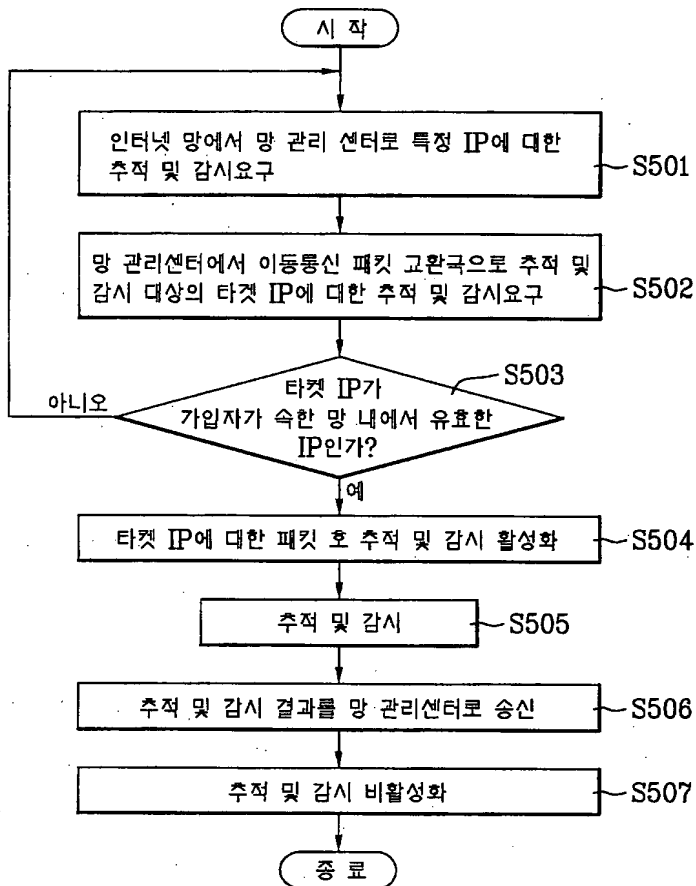 시 작
인터넷 망에서 망 관리 센터로 특정 IP에 대한
추적 및 감시요구
S501
망 관리센터에서 이동통신 패킷 교환국으로 추적 및
감시 대상의 타겟 IP에 대한 추적 및 감시요구
S502
S503
타켓 IP가
가입자가 속한 망 내에서 유효한
IP인가?
아니오
예
타켓 IP에 대한 패킷 호 추적 및 감시 활성화
S504
추적 및 감시
S505
추적 및 감시 결과를 망 관리센터로 송신
S506
추적 및 감시 비활성화
S507
종 료